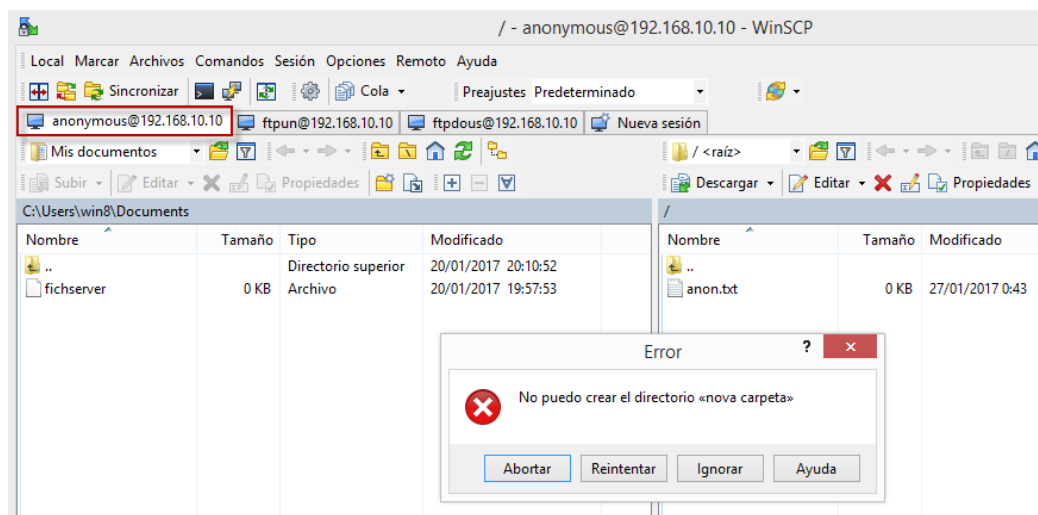 / - anonymous@192.168.10.10 - WinSCP
Local Marcar Archivos Comandos Sesión Opciones Remoto Ayuda
Sincronizar Cola Preajustes Predeterminado
anonymous@192.168.10.10 ftpun@192.168.10.10 ftpdous@192.168.10.10 Nueva sesión
Mis documentos / <raíz>
Subir Editar Propiedades Descargar Editar Propiedades
C:\Users\win8\Documents /
Nombre Tamaño Tipo Modificado Nombre Tamaño Modificado
.. Directorio superior 20/01/2017 20:10:52 ..
fichserver 0 KB Archivo 20/01/2017 19:57:53 anon.txt 0 KB 27/01/2017 0:43
Error ?
No puedo crear el directorio «nova carpeta»
Abortar Reintentar Ignorar Ayuda